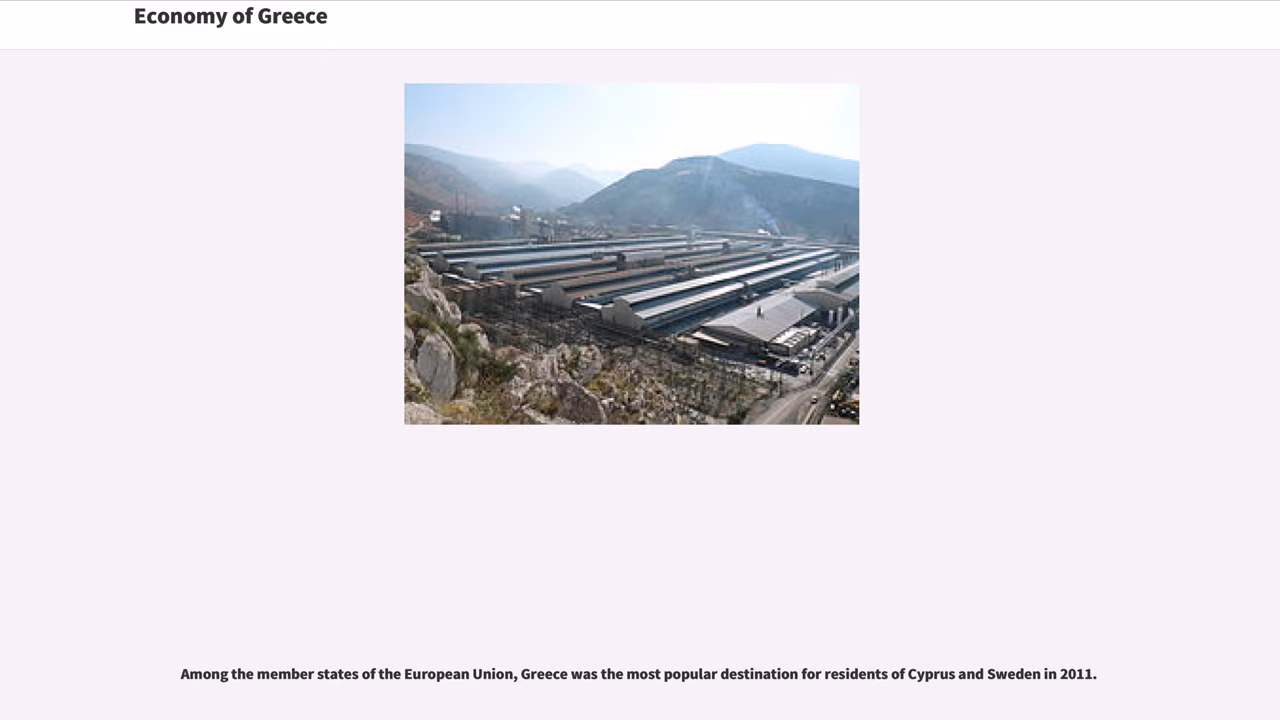 Economy of Greece
Among the member states of the European Union, Greece was the most popular destination for residents of Cyprus and Sweden in 2011.